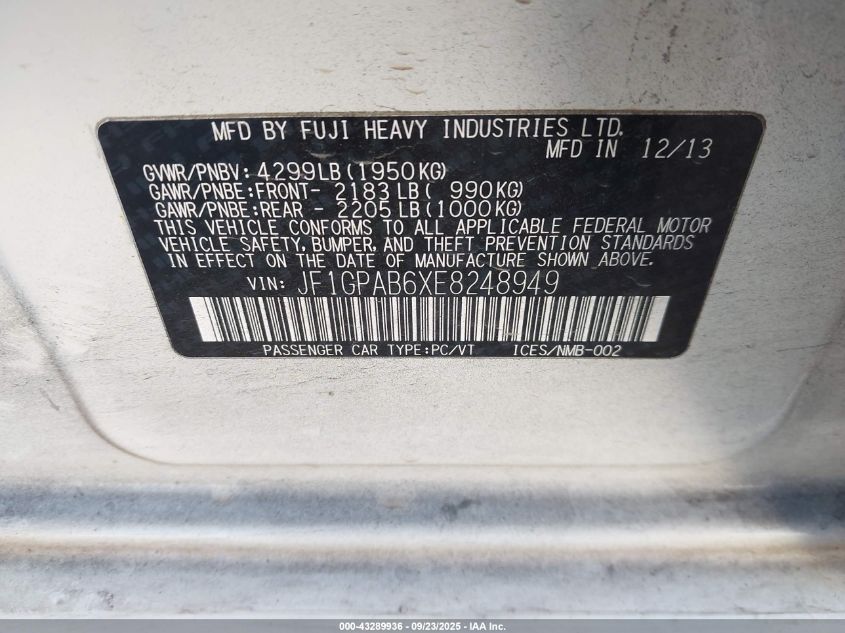 MFD BY FUJI HEAVY INDUSTRIES LTD.
MFD IN 12/13
GVWR/PNBV: 4299LB(1950KG)
GAWR/PNBE:FRONT- 2183 LB( 990KG)
GAWR/PNBE:REAR - 2205 LB(1000KG)
THIS VEHICLE CONFORMS TO ALL APPLICABLE FEDERAL MOTOR
VEHICLE SAFETY, BUMPER, AND THEFT PREVENTION STANDARDS
IN EFFECT ON THE DATE OF MANUFACTURE SHOWN ABOVE.
VIN: JF1GPAB6XE8248949
PASSENGER CAR TYPE:PC/VT ICES/NMB-002
000-43289936 - 09/23/2025 - IAA Inc.